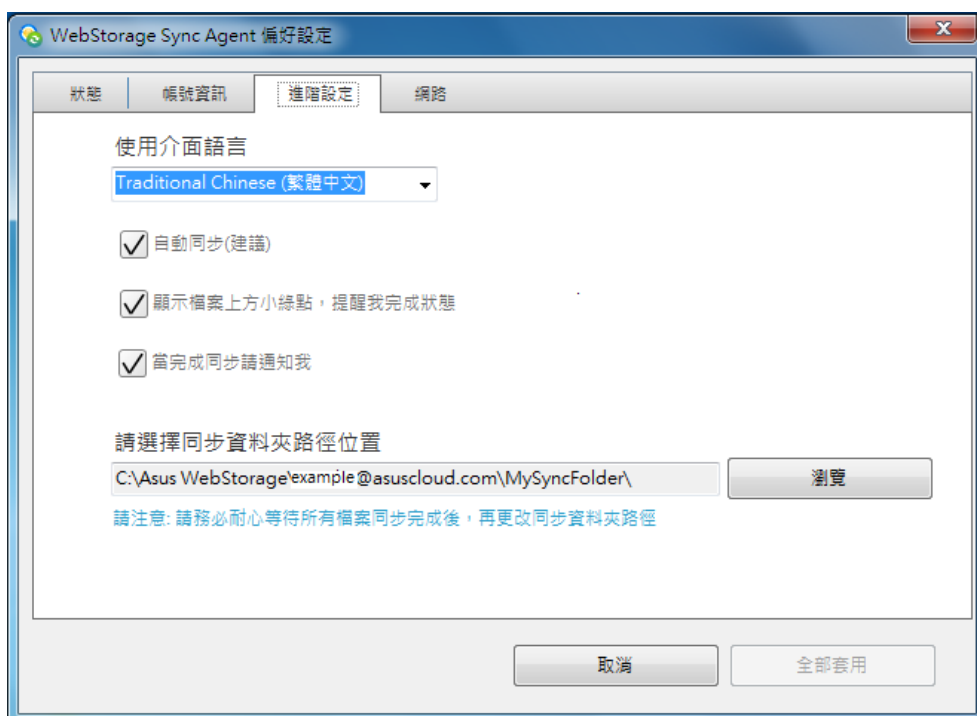 WebStorage Sync Agent 偏好設定
狀態 帳號資訊 進階設定 網路
使用介面語言
Traditional Chinese (繁體中文)
自動同步(建議)
顯示檔案上方小綠點，提醒我完成狀態
當完成同步請通知我
請選擇同步資料夾路徑位置
C:\Asus WebStorage\example@asuscloud.com\MySyncFolder\ 瀏覽
請注意: 請務必耐心等待所有檔案同步完成後，再更改同步資料夾路徑
取消 全部套用